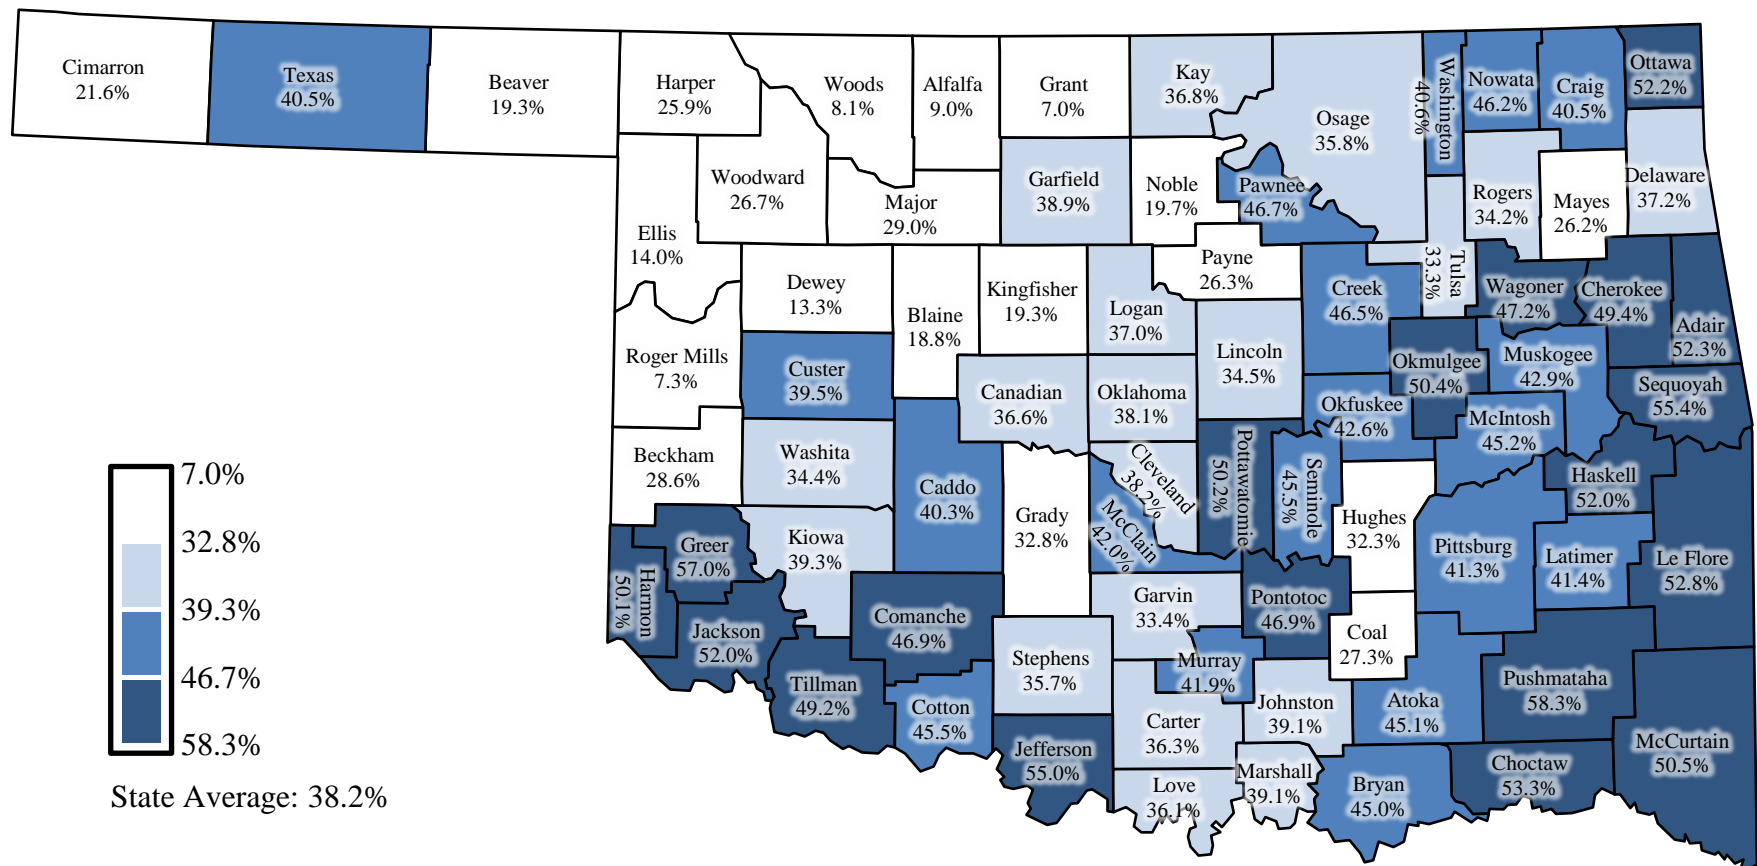 Cimarron
21.6%
Texas
40.5%
Beaver
19.3%
Harper
25.9%
Woods
8.1%
Alfalfa
9.0%
Grant
7.0%
Kay
36.8%
Osage
35.8%
Washington
40.6%
Nowata
46.2%
Craig
40.5%
Ottawa
52.2%
Woodward
26.7%
Major
29.0%
Garfield
38.9%
Noble
19.7%
Pawnee
46.7%
Rogers
34.2%
Mayes
26.2%
Delaware
37.2%
Ellis
14.0%
Dewey
13.3%
Blaine
18.8%
Kingfisher
19.3%
Logan
37.0%
Payne
26.3%
Creek
46.5%
Tulsa
33.3%
Wagoner
47.2%
Cherokee
49.4%
Adair
52.3%
Roger Mills
7.3%
Custer
39.5%
Canadian
36.6%
Oklahoma
38.1%
Lincoln
34.5%
Okmulgee
50.4%
Muskogee
42.9%
Sequoyah
55.4%
Okfuskee
42.6%
McIntosh
45.2%
Beckham
28.6%
Washita
34.4%
Caddo
40.3%
Grady
32.8%
Cleveland
38.2%
McClain
42.0%
Pottawatomie
50.2%
Seminole
45.5%
Hughes
32.3%
Haskell
52.0%
Pittsburg
41.3%
Latimer
41.4%
Le Flore
52.8%
Harmon
50.1%
Greer
57.0%
Kiowa
39.3%
Jackson
52.0%
Comanche
46.9%
Tillman
49.2%
Cotton
45.5%
Stephens
35.7%
Jefferson
55.0%
Garvin
33.4%
Murray
41.9%
Pontotoc
46.9%
Coal
27.3%
Carter
36.3%
Johnston
39.1%
Atoka
45.1%
Pushmataha
58.3%
McCurtain
50.5%
Love
36.1%
Marshall
39.1%
Bryan
45.0%
Choctaw
53.3%
7.0%
32.8%
39.3%
46.7%
58.3%
State Average: 38.2%